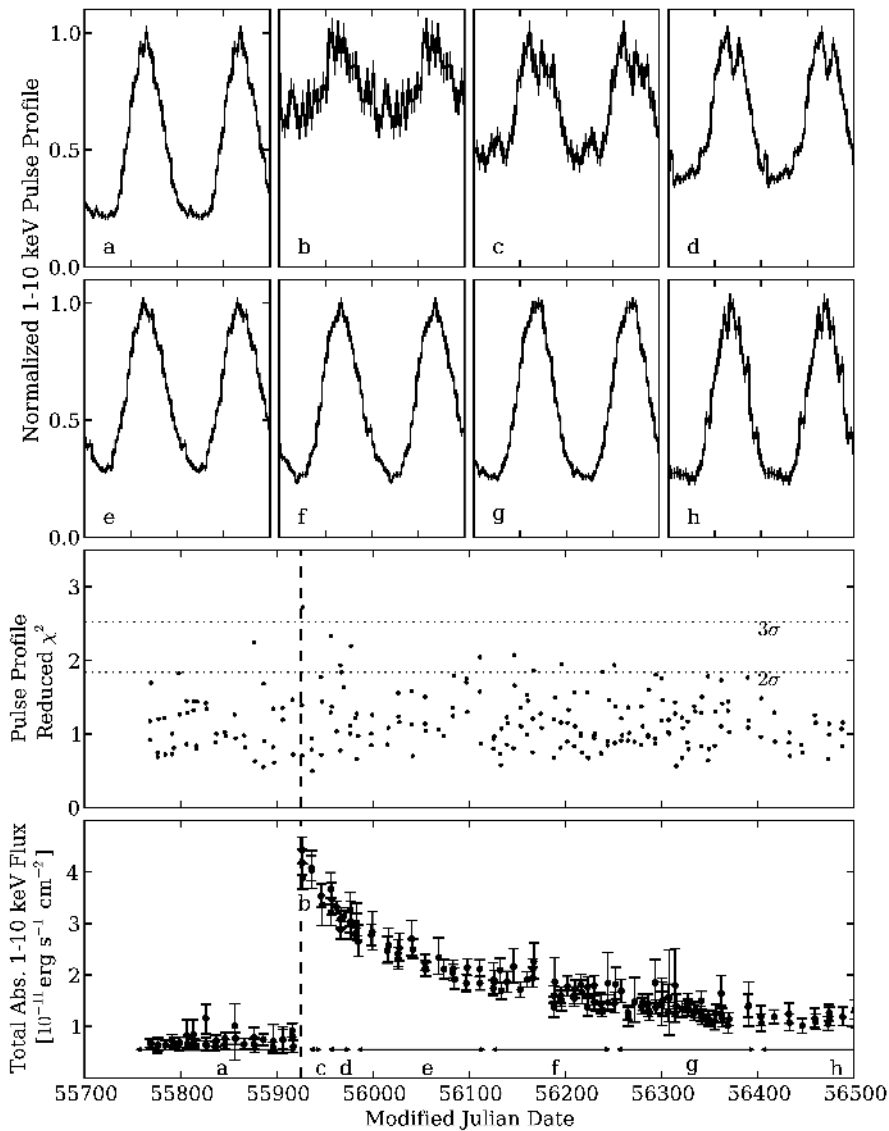 Normalized 1-10 keV Pulse Profile
1.0
0.5
0.0
a
b
c
d
1.0
0.5
0.0
e
f
g
h
Pulse Profile
Reduced χ²
3
2
1
0
3σ
2σ
Total Abs. 1-10 keV Flux
[10⁻¹¹ erg s⁻¹ cm⁻²]
4
3
2
1
b
a
c
d
e
f
g
h
55700 55800 55900 56000 56100 56200 56300 56400 56500
Modified Julian Date